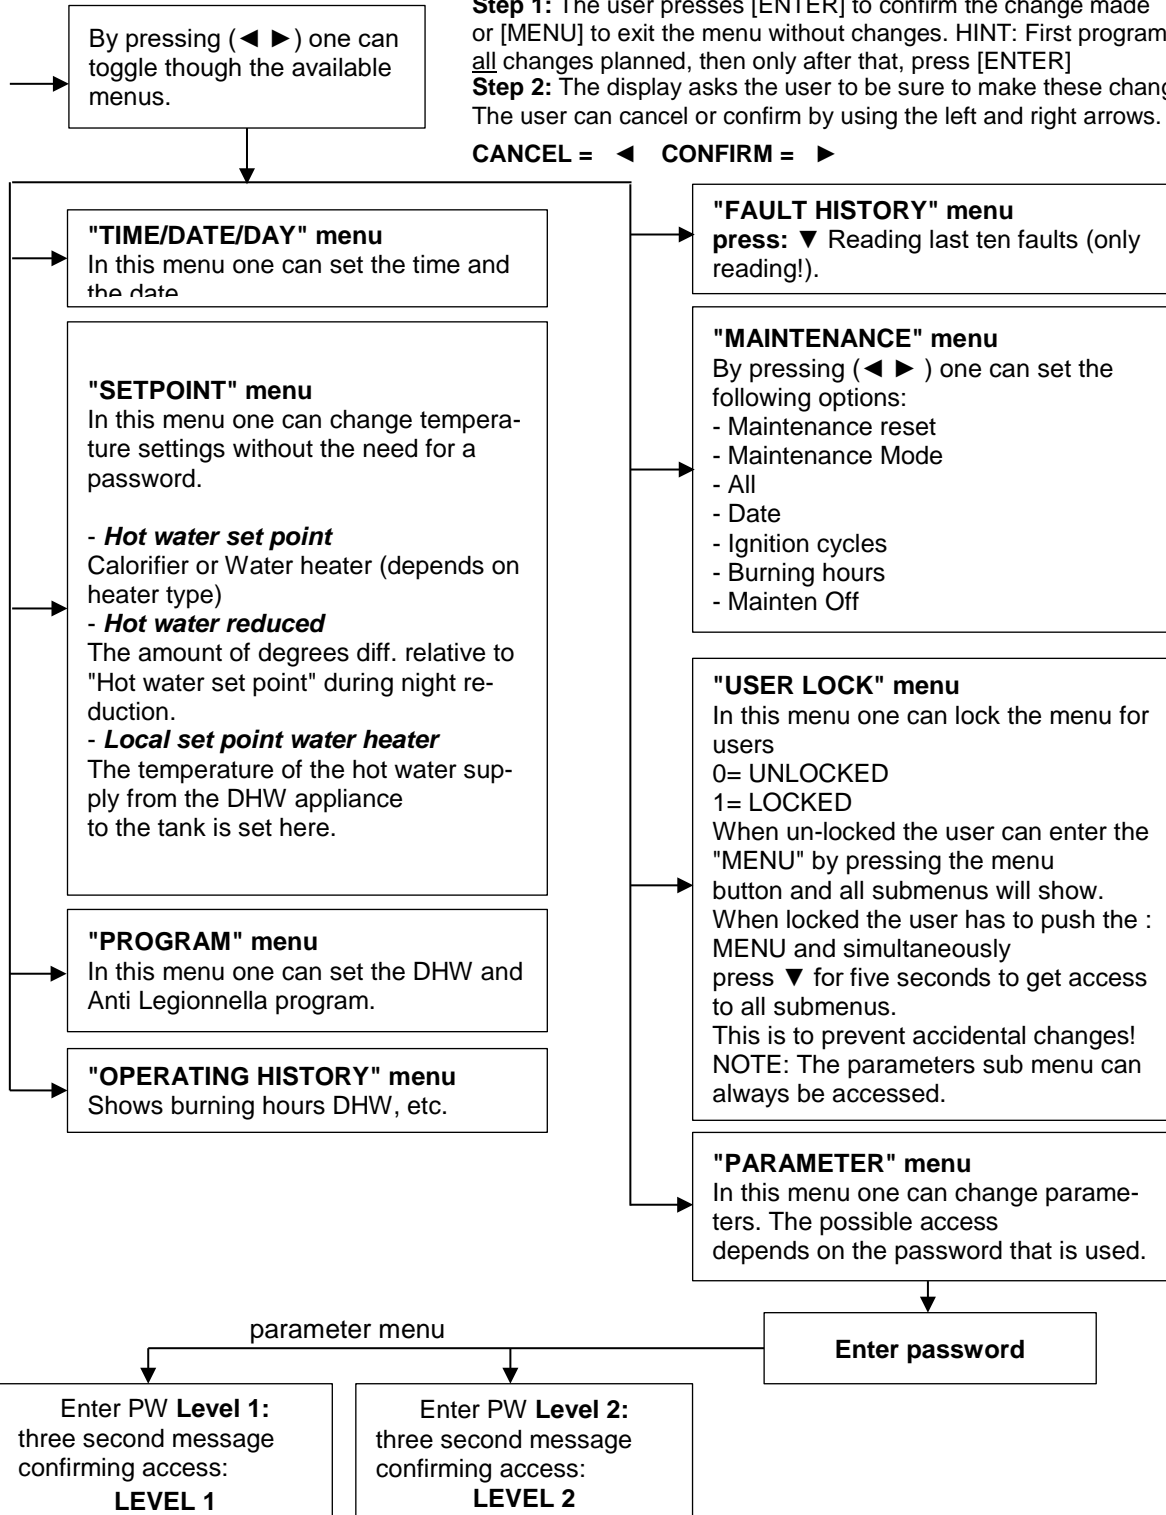 By pressing (◄ ►) one can
toggle though the available
menus.
Step 1: The user presses [ENTER] to confirm the change made
or [MENU] to exit the menu without changes. HINT: First program
all changes planned, then only after that, press [ENTER]
Step 2: The display asks the user to be sure to make these chang
The user can cancel or confirm by using the left and right arrows.
CANCEL = ◄ CONFIRM = ►
"TIME/DATE/DAY" menu
In this menu one can set the time and
the date
"SETPOINT" menu
In this menu one can change tempera-
ture settings without the need for a
password.
- Hot water set point
Calorifier or Water heater (depends on
heater type)
- Hot water reduced
The amount of degrees diff. relative to
"Hot water set point" during night re-
duction.
- Local set point water heater
The temperature of the hot water sup-
ply from the DHW appliance
to the tank is set here.
"PROGRAM" menu
In this menu one can set the DHW and
Anti Legionnella program.
"OPERATING HISTORY" menu
Shows burning hours DHW, etc.
"FAULT HISTORY" menu
press: ▼ Reading last ten faults (only
reading!).
"MAINTENANCE" menu
By pressing (◄ ► ) one can set the
following options:
- Maintenance reset
- Maintenance Mode
- All
- Date
- Ignition cycles
- Burning hours
- Mainten Off
"USER LOCK" menu
In this menu one can lock the menu for
users
0= UNLOCKED
1= LOCKED
When un-locked the user can enter the
"MENU" by pressing the menu
button and all submenus will show.
When locked the user has to push the :
MENU and simultaneously
press ▼ for five seconds to get access
to all submenus.
This is to prevent accidental changes!
NOTE: The parameters sub menu can
always be accessed.
"PARAMETER" menu
In this menu one can change parame-
ters. The possible access
depends on the password that is used.
Enter password
parameter menu
Enter PW Level 1:
three second message
confirming access:
LEVEL 1
Enter PW Level 2:
three second message
confirming access:
LEVEL 2